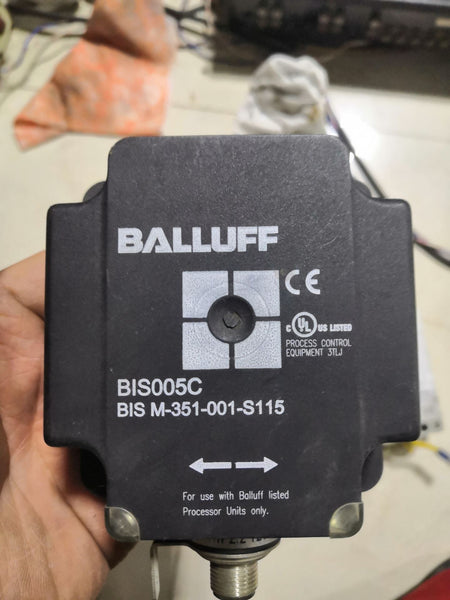 BALLUFF
CE
C UL US LISTED
PROCESS CONTROL
EQUIPMENT 3TLJ
BIS005C
BIS M-351-001-S115
For use with Balluff listed
Processor Units only.